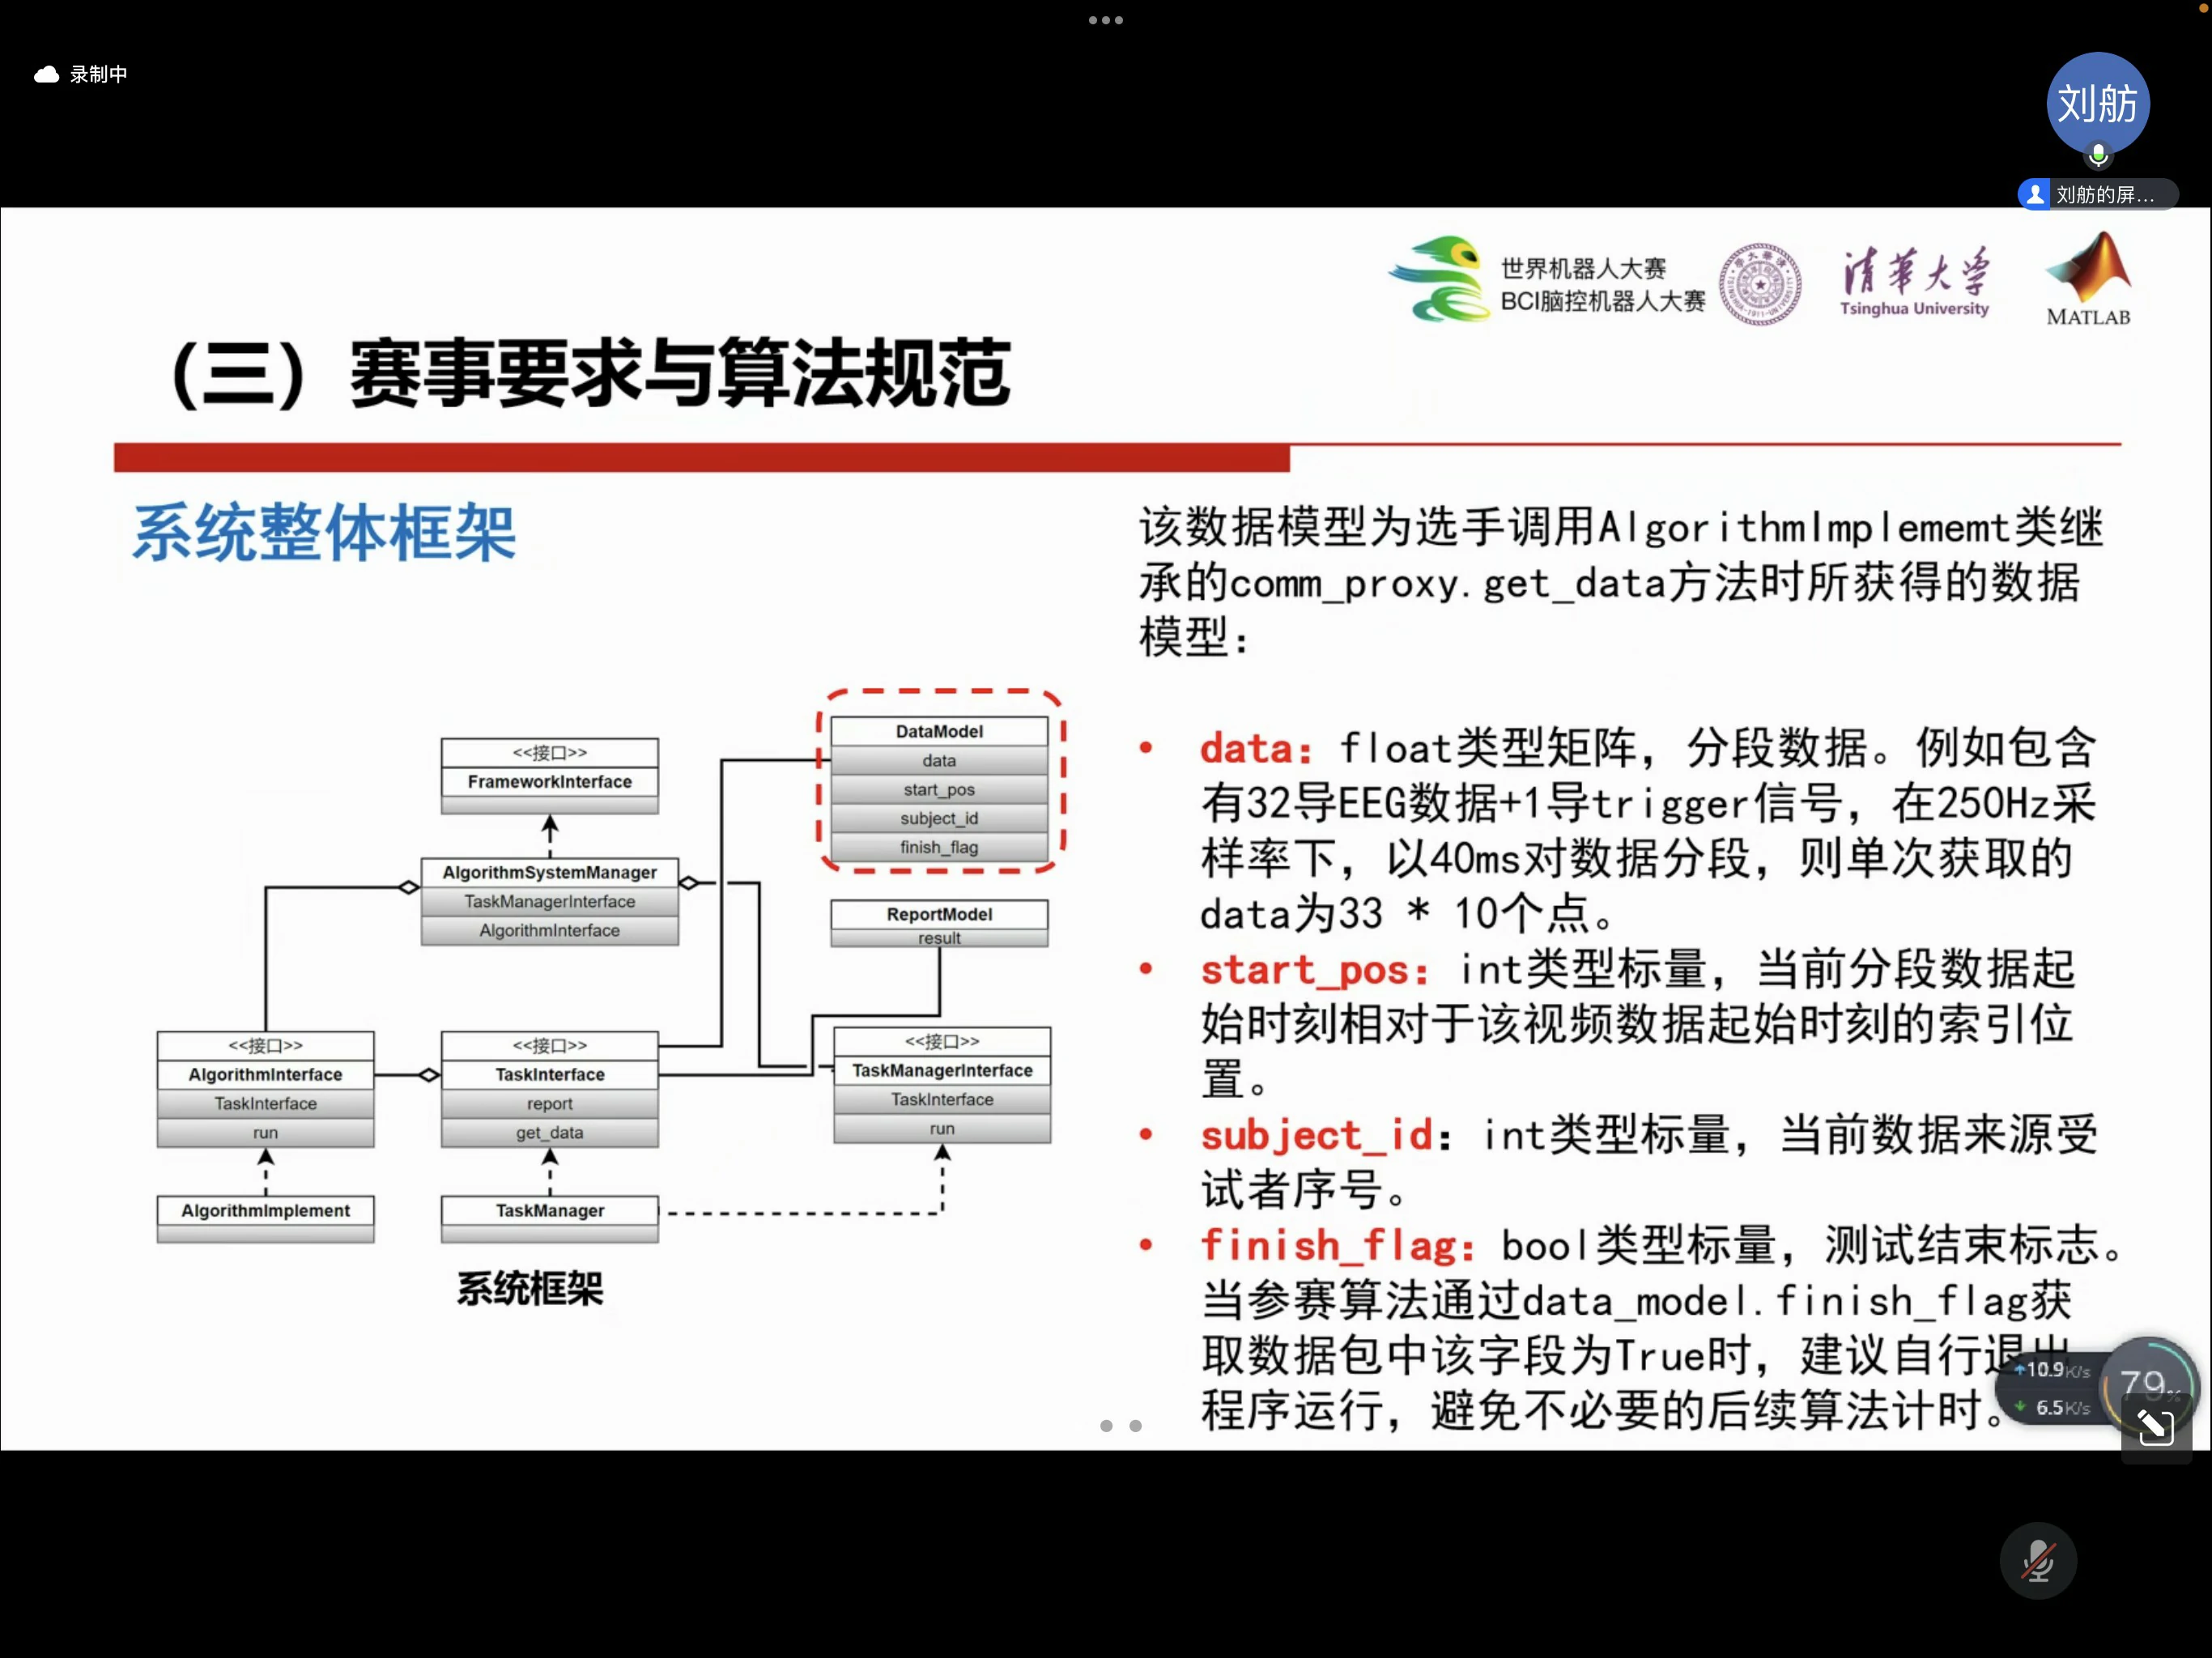 录制中
刘舫
刘舫的屏...
世界机器人大赛
BCI脑控机器人大赛
清华大学
Tsinghua University
MATLAB
（三）赛事要求与算法规范
系统整体框架
<<接口>>
FrameworkInterface
AlgorithmSystemManager
TaskManagerInterface
AlgorithmInterface
DataModel
data
start_pos
subject_id
finish_flag
ReportModel
result
<<接口>>
AlgorithmInterface
TaskInterface
run
<<接口>>
TaskInterface
report
get_data
<<接口>>
TaskManagerInterface
TaskInterface
run
AlgorithmImplement
TaskManager
系统框架
该数据模型为选手调用AlgorithmImplememt类继
承的comm_proxy.get_data方法时所获得的数据
模型：
• data：float类型矩阵，分段数据。例如包含
有32导EEG数据+1导trigger信号，在250Hz采
样率下，以40ms对数据分段，则单次获取的
data为33 * 10个点。
• start_pos：int类型标量，当前分段数据起
始时刻相对于该视频数据起始时刻的索引位
置。
• subject_id：int类型标量，当前数据来源受
试者序号。
• finish_flag：bool类型标量，测试结束标志。
当参赛算法通过data_model.finish_flag获
取数据包中该字段为True时，建议自行退出
程序运行，避免不必要的后续算法计时。
10.9K/s
6.5K/s
79%